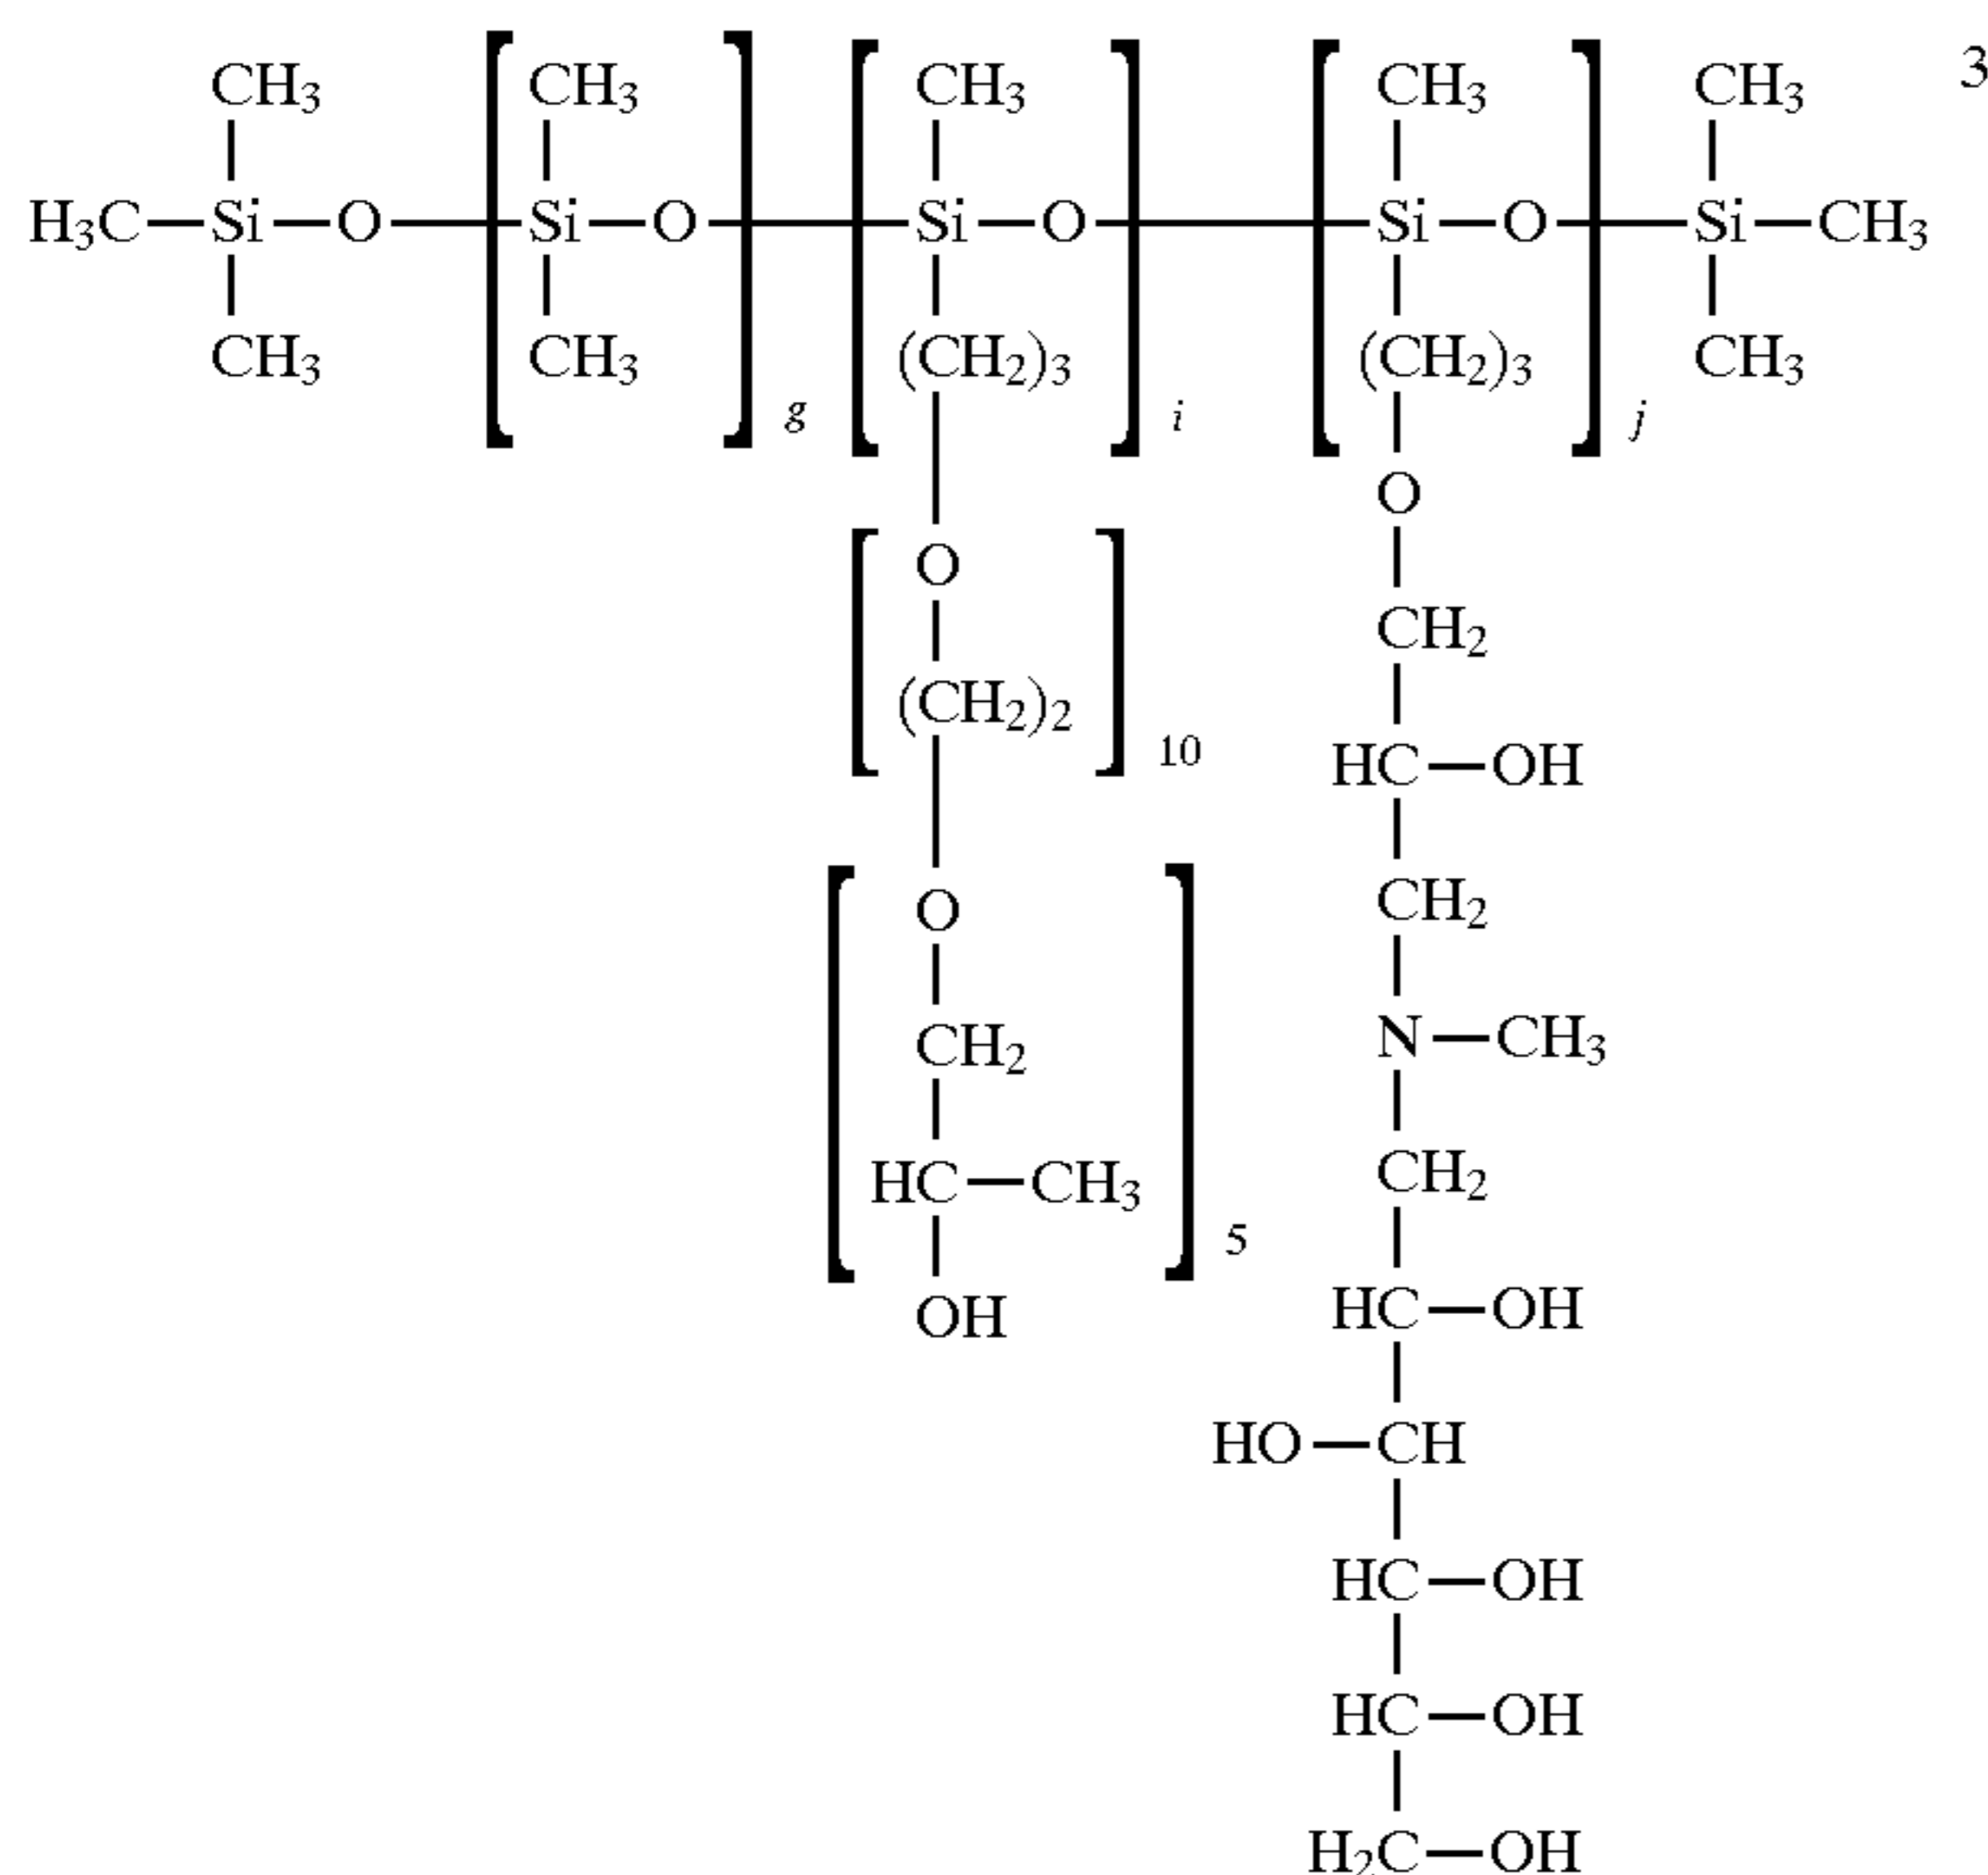 CH3 CH3 CH3 CH3 CH3 3
H3C Si O Si O Si O Si O Si CH3
CH3 CH3 (CH2)3 (CH2)3 CH3
g i j
O
O
CH2
(CH2)2
10 HC OH
CH2
O
N CH3
CH2
CH2
HC CH3
5
HC OH
OH
HO CH
HC OH
HC OH
H2C OH